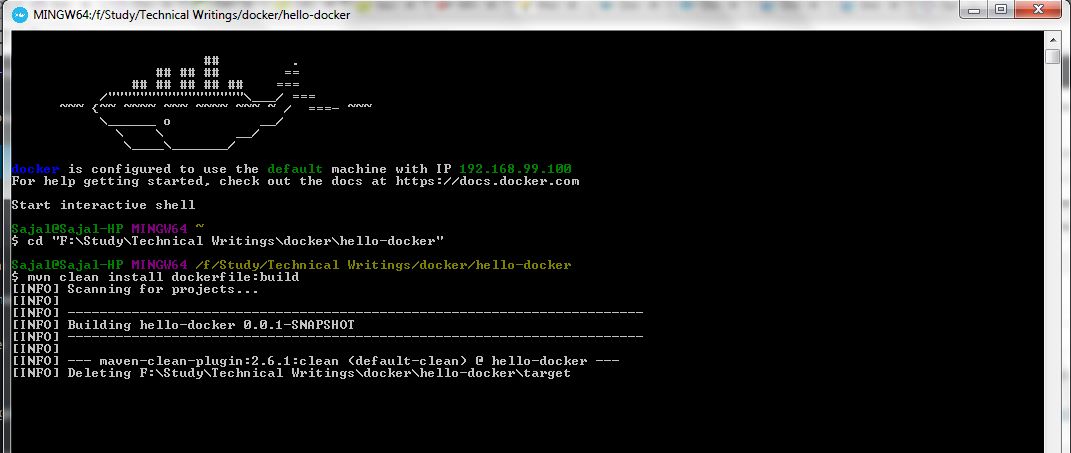 MINGW64:/f/Study/Technical Writings/docker/hello-docker
                        ##         .
                  ## ## ##        ==
               ## ## ## ## ##    ===
           /"""""""""""""""""\___/ ===
      ~~~ {~~ ~~~~ ~~~ ~~~~ ~~~ ~ /  ===- ~~~
           \______ o           __/
             \    \         __/
              \____\_______/
docker is configured to use the default machine with IP 192.168.99.100
For help getting started, check out the docs at https://docs.docker.com
Start interactive shell
Sajal@Sajal-HP MINGW64 ~
$ cd "F:\Study\Technical Writings\docker\hello-docker"
Sajal@Sajal-HP MINGW64 /f/Study/Technical Writings/docker/hello-docker
$ mvn clean install dockerfile:build
[INFO] Scanning for projects...
[INFO]
[INFO] ------------------------------------------------------------------------
[INFO] Building hello-docker 0.0.1-SNAPSHOT
[INFO] ------------------------------------------------------------------------
[INFO]
[INFO] --- maven-clean-plugin:2.6.1:clean (default-clean) @ hello-docker ---
[INFO] Deleting F:\Study\Technical Writings\docker\hello-docker\target